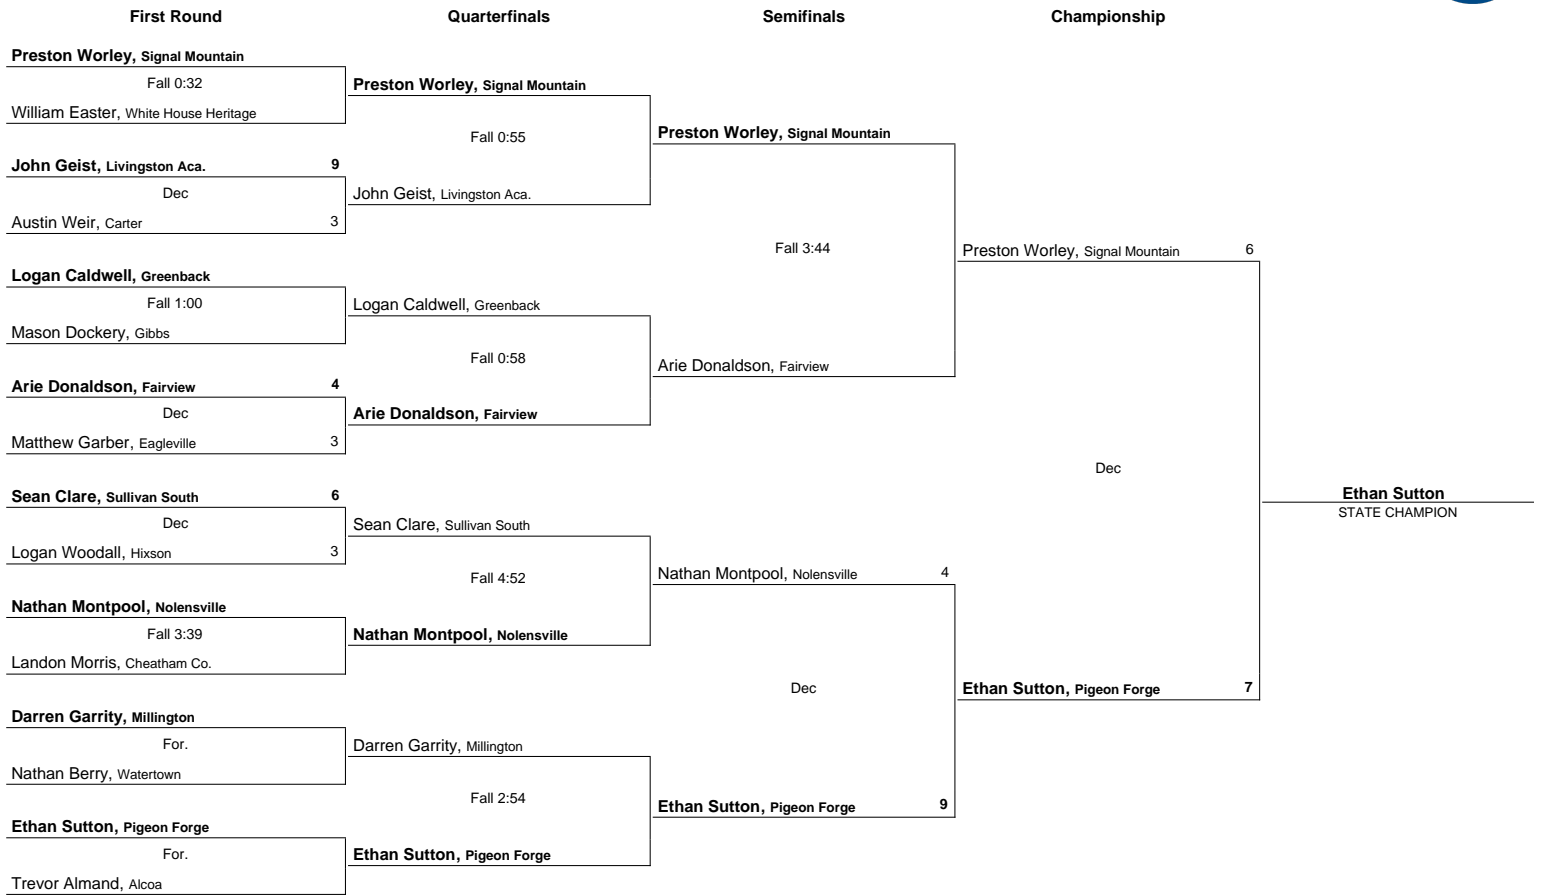 First Round Quarterfinals Semifinals Championship
Preston Worley, Signal Mountain
Fall 0:32
William Easter, White House Heritage
John Geist, Livingston Aca. 9
Dec
Austin Weir, Carter 3
Logan Caldwell, Greenback
Fall 1:00
Mason Dockery, Gibbs
Arie Donaldson, Fairview 4
Dec
Matthew Garber, Eagleville 3
Sean Clare, Sullivan South 6
Dec
Logan Woodall, Hixson 3
Nathan Montpool, Nolensville
Fall 3:39
Landon Morris, Cheatham Co.
Darren Garrity, Millington
For.
Nathan Berry, Watertown
Ethan Sutton, Pigeon Forge
For.
Trevor Almand, Alcoa
Preston Worley, Signal Mountain
Fall 0:55
John Geist, Livingston Aca.
Logan Caldwell, Greenback
Fall 0:58
Arie Donaldson, Fairview
Sean Clare, Sullivan South
Fall 4:52
Nathan Montpool, Nolensville
Darren Garrity, Millington
Fall 2:54
Ethan Sutton, Pigeon Forge
Preston Worley, Signal Mountain
Fall 3:44
Arie Donaldson, Fairview
Nathan Montpool, Nolensville 4
Dec
Ethan Sutton, Pigeon Forge 9
Preston Worley, Signal Mountain 6
Dec
Ethan Sutton, Pigeon Forge 7
Ethan Sutton
STATE CHAMPION